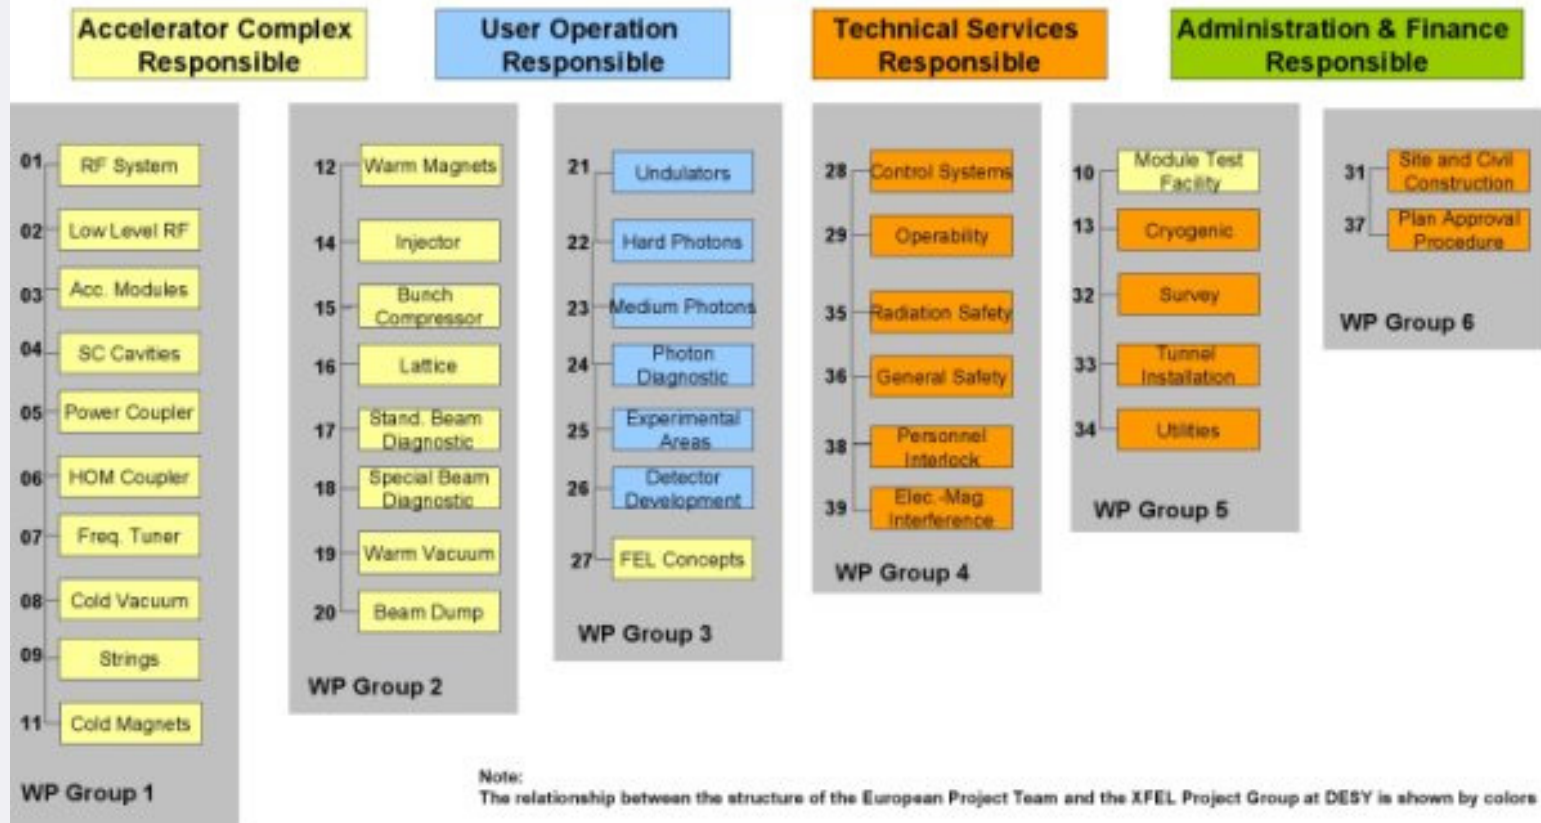 Accelerator Complex
Responsible
User Operation
Responsible
Technical Services
Responsible
Administration & Finance
Responsible
01 RF System
02 Low Level RF
03 Acc. Modules
04 SC Cavities
05 Power Coupler
06 HOM Coupler
07 Freq. Tuner
08 Cold Vacuum
09 Strings
11 Cold Magnets
WP Group 1
12 Warm Magnets
14 Injector
15 Bunch
Compressor
16 Lattice
17 Stand. Beam
Diagnostic
18 Special Beam
Diagnostic
19 Warm Vacuum
20 Beam Dump
WP Group 2
21 Undulators
22 Hard Photons
23 Medium Photons
24 Photon
Diagnostic
25 Experimental
Areas
26 Detector
Development
27 FEL Concepts
WP Group 3
28 Control Systems
29 Operability
35 Radiation Safety
36 General Safety
38 Personnel
Interlock
39 Elec.-Mag.
Interference
WP Group 4
10 Module Test
Facility
13 Cryogenic
32 Survey
33 Tunnel
Installation
34 Utilities
WP Group 5
31 Site and Civil
Construction
37 Plan Approval
Procedure
WP Group 6
Note:
The relationship between the structure of the European Project Team and the XFEL Project Group at DESY is shown by colors